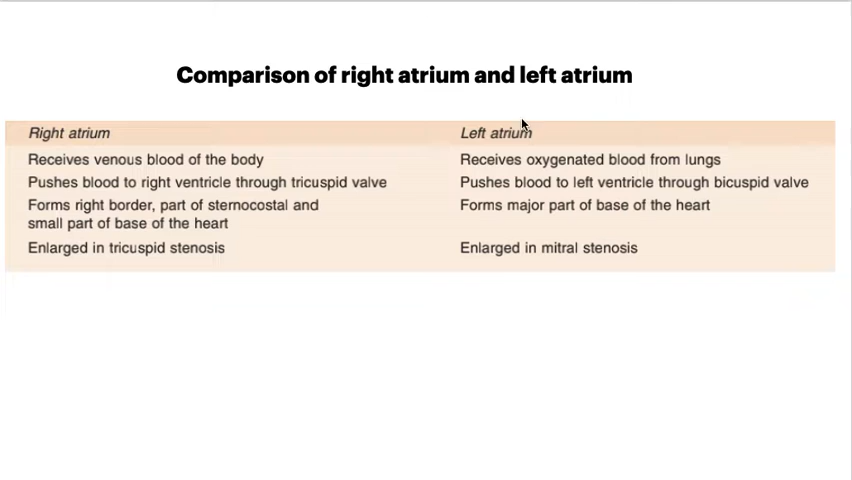 Comparison of right atrium and left atrium
Right atrium Left atrium
Receives venous blood of the body Receives oxygenated blood from lungs
Pushes blood to right ventricle through tricuspid valve Pushes blood to left ventricle through bicuspid valve
Forms right border, part of sternocostal and Forms major part of base of the heart
small part of base of the heart
Enlarged in tricuspid stenosis Enlarged in mitral stenosis